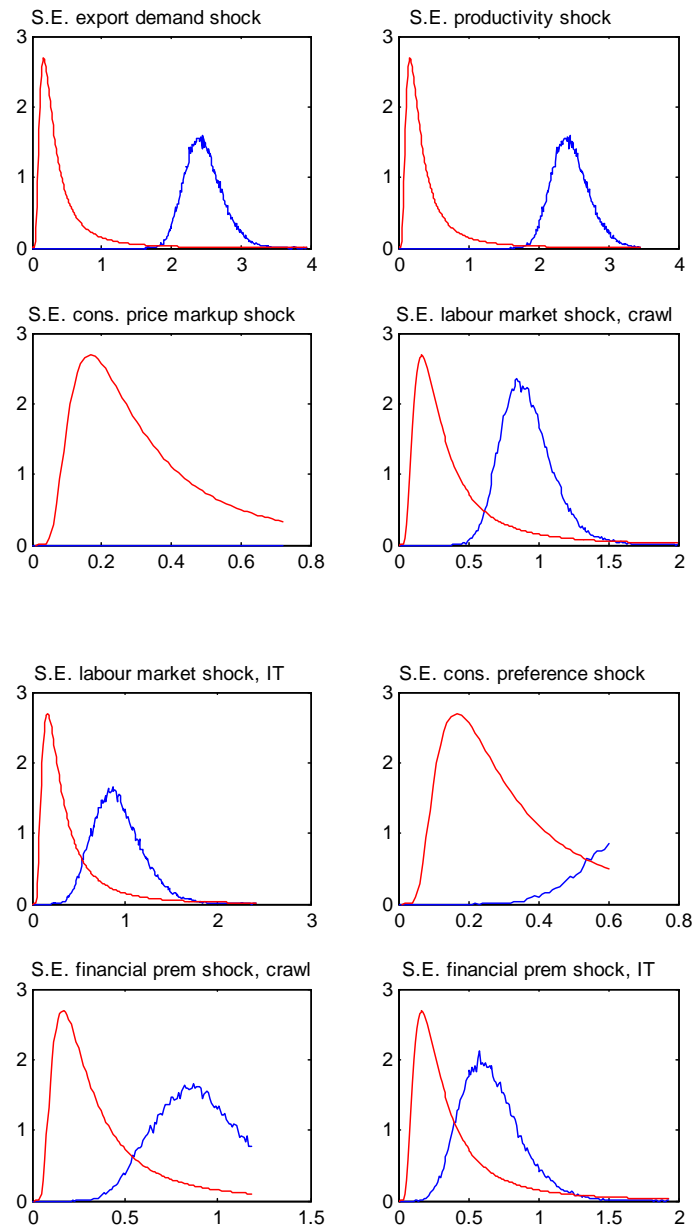 S.E. export demand shock
3
2
1
0
0 1 2 3 4
S.E. productivity shock
3
2
1
0
0 1 2 3 4
S.E. cons. price markup shock
3
2
1
0
0 0.2 0.4 0.6 0.8
S.E. labour market shock, crawl
3
2
1
0
0 0.5 1 1.5 2
S.E. labour market shock, IT
3
2
1
0
0 1 2 3
S.E. cons. preference shock
3
2
1
0
0 0.2 0.4 0.6 0.8
S.E. financial prem shock, crawl
3
2
1
0
0 0.5 1 1.5
S.E. financial prem shock, IT
3
2
1
0
0 0.5 1 1.5 2